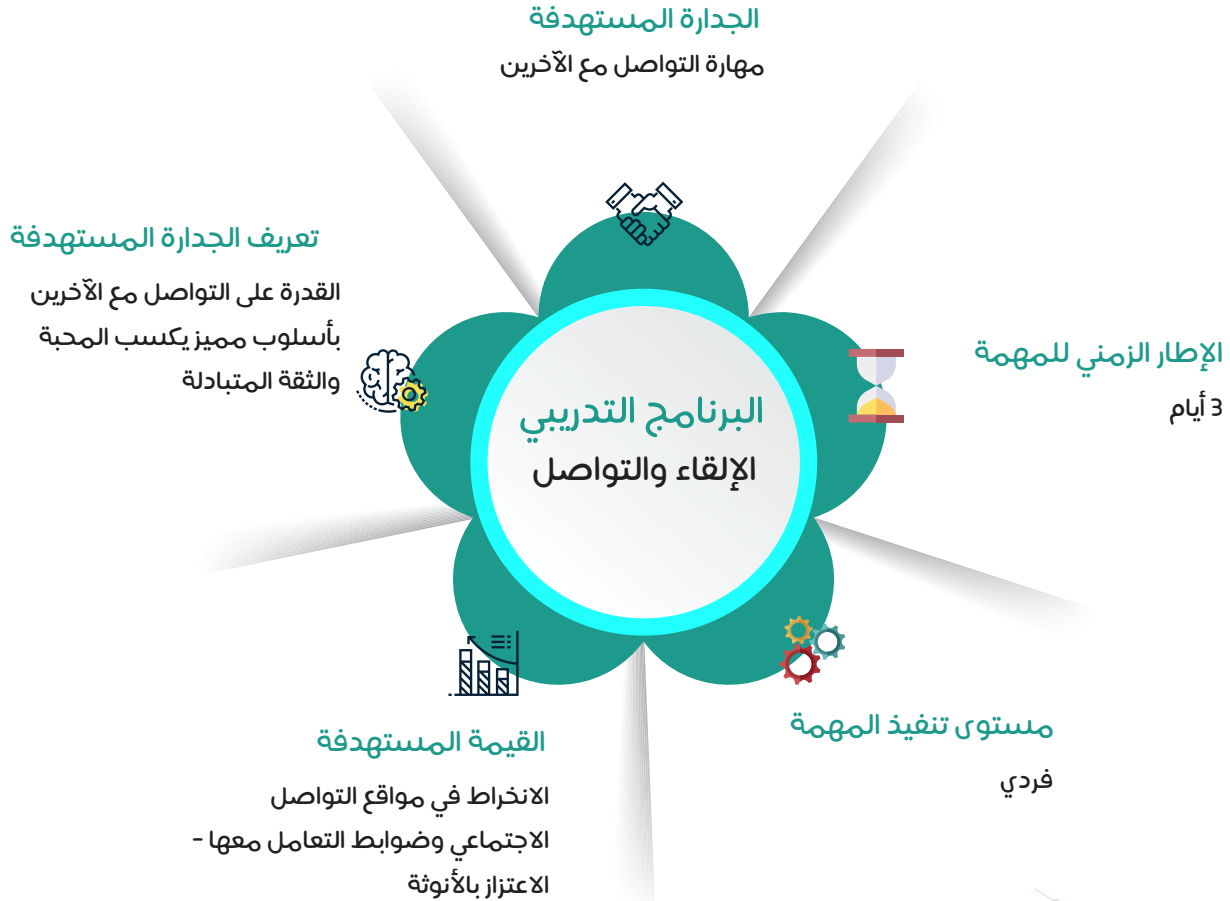 الجدارة المستهدفة
مهارة التواصل مع الآخرين
تعريف الجدارة المستهدفة
القدرة على التواصل مع الآخرين
بأسلوب مميز يكسب المحبة
والثقة المتبادلة
الإطار الزمني للمهمة
3 أيام
البرنامج التدريبي
الإلقاء والتواصل
مستوى تنفيذ المهمة
فردي
القيمة المستهدفة
الانخراط في مواقع التواصل
الاجتماعي وضوابط التعامل معها -
الاعتزاز بالأنوثة